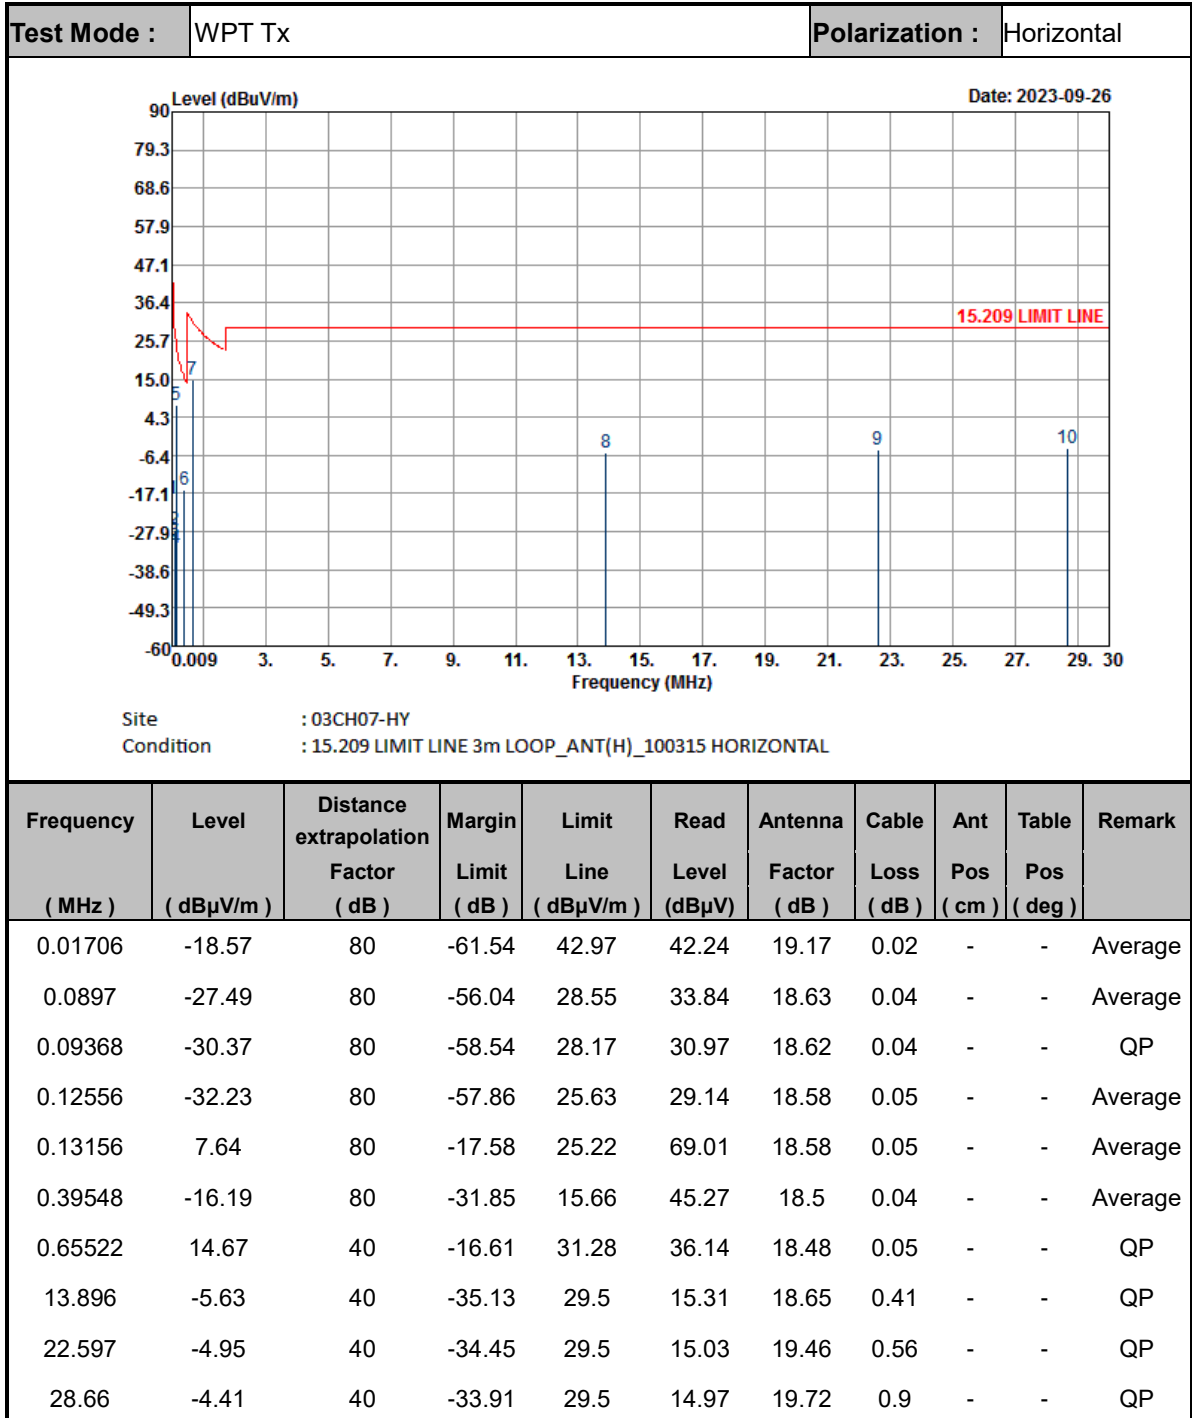 Test Mode : WPT Tx Polarization : Horizontal
Level (dBuV/m) Date: 2023-09-26
90
79.3
68.6
57.9
47.1
36.4
15.209 LIMIT LINE
25.7
7
15.0
5
4.3
8 9 10
-6.4
6
-17.1
2
-27.9
-38.6
-49.3
-60
0.009 3. 5. 7. 9. 11. 13. 15. 17. 19. 21. 23. 25. 27. 29. 30
Frequency (MHz)
Site : 03CH07-HY
Condition : 15.209 LIMIT LINE 3m LOOP_ANT(H)_100315 HORIZONTAL
Frequency Level Distance extrapolation Margin Limit Read Antenna Cable Ant Table Remark
Factor Limit Line Level Factor Loss Pos Pos
( MHz ) ( dBµV/m ) ( dB ) ( dB ) ( dBµV/m ) (dBµV) ( dB ) ( dB ) ( cm ) ( deg )
0.01706 -18.57 80 -61.54 42.97 42.24 19.17 0.02 - - Average
0.0897 -27.49 80 -56.04 28.55 33.84 18.63 0.04 - - Average
0.09368 -30.37 80 -58.54 28.17 30.97 18.62 0.04 - - QP
0.12556 -32.23 80 -57.86 25.63 29.14 18.58 0.05 - - Average
0.13156 7.64 80 -17.58 25.22 69.01 18.58 0.05 - - Average
0.39548 -16.19 80 -31.85 15.66 45.27 18.5 0.04 - - Average
0.65522 14.67 40 -16.61 31.28 36.14 18.48 0.05 - - QP
13.896 -5.63 40 -35.13 29.5 15.31 18.65 0.41 - - QP
22.597 -4.95 40 -34.45 29.5 15.03 19.46 0.56 - - QP
28.66 -4.41 40 -33.91 29.5 14.97 19.72 0.9 - - QP